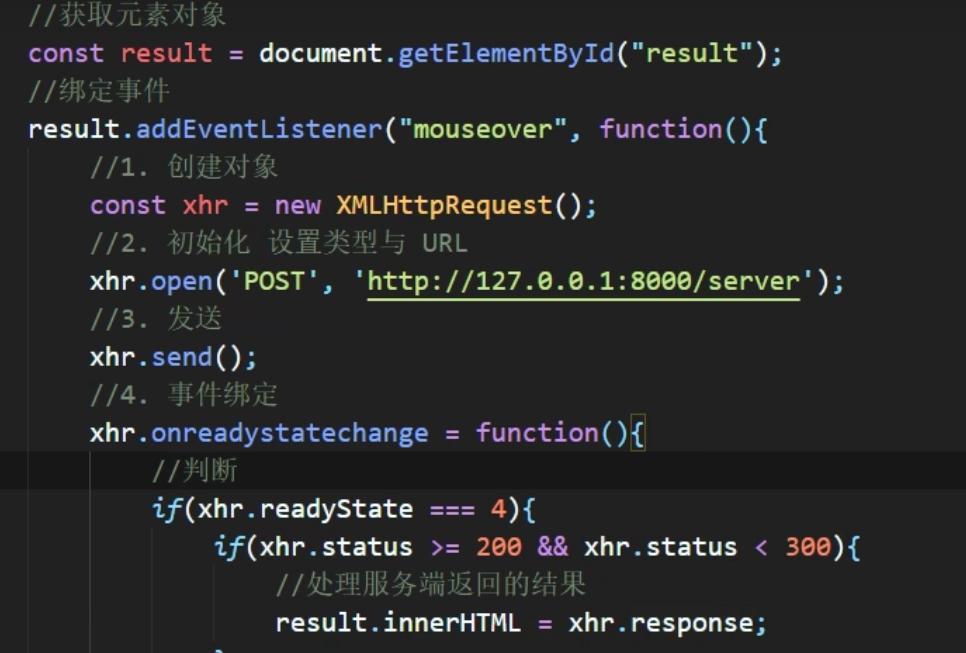 //获取元素对象
const result = document.getElementById("result");
//绑定事件
result.addEventListener("mouseover", function(){
//1. 创建对象
const xhr = new XMLHttpRequest();
//2. 初始化 设置类型与 URL
xhr.open('POST', 'http://127.0.0.1:8000/server');
//3. 发送
xhr.send();
//4. 事件绑定
xhr.onreadystatechange = function(){
//判断
if(xhr.readyState === 4){
if(xhr.status >= 200 && xhr.status < 300){
//处理服务端返回的结果
result.innerHTML = xhr.response;